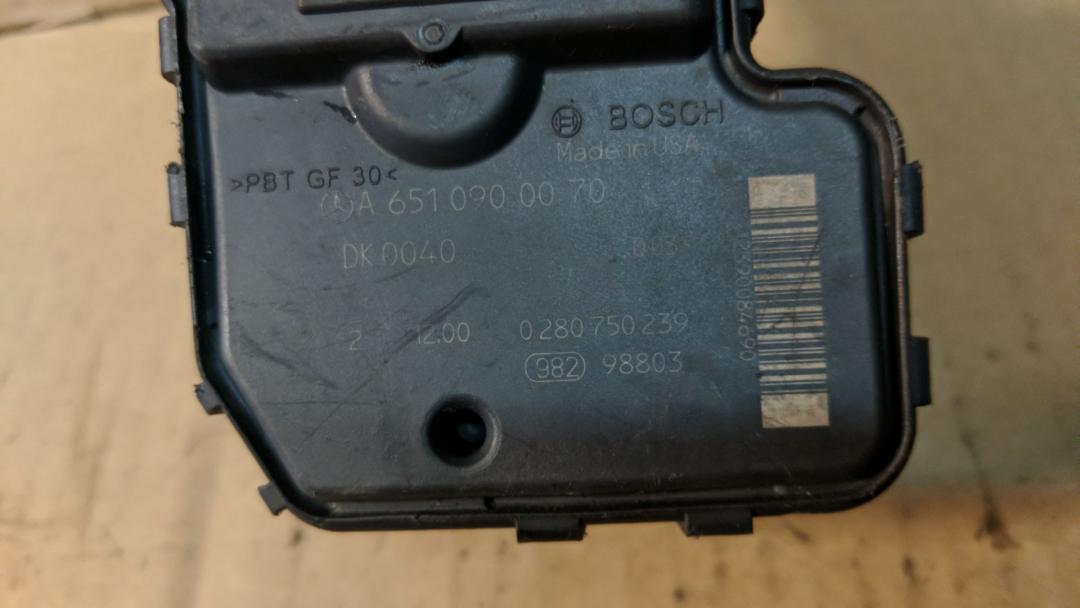 BOSCH
Made in USA
>PBT GF 30<
A 651 090 00 70
DK 0040
2 12:00 0 280 750 239
982 98803